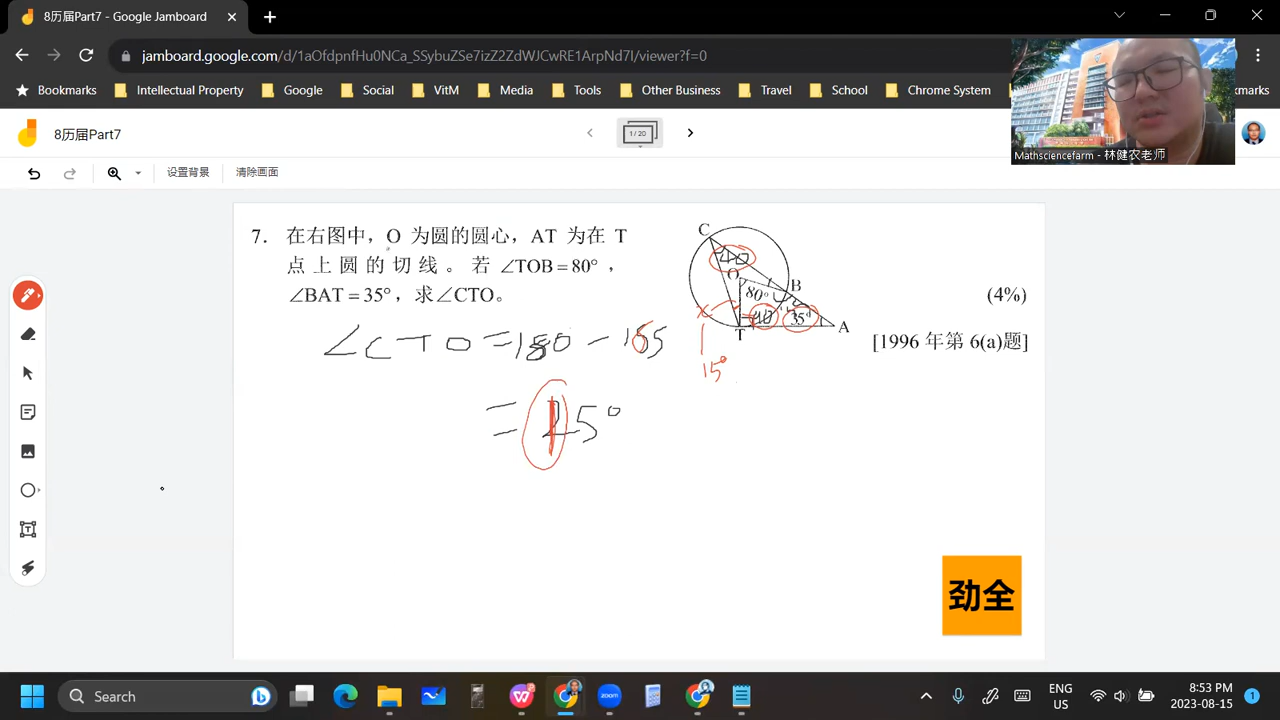 8历届Part7 - Google Jamboard
jamboard.google.com/d/1aOfdpn
Bookmarks
Intellectual Property
Google
Social
VitM
Media
Tools
Other Business
Travel
School
Chrome System
Mathsciencefarm - 林健农老师
8历届Part7
1 / 20
设置背景
清除画面
7. 在右图中，O 为圆的圆心，AT 为在 T
点上圆的切线。若 ∠TOB = 80°，
∠BAT = 35°，求∠CTO。
(4%)
[1996 年第 6(a)题]
C
40
O
80°
B
X
40
35°
T
A
15°
∠CTO = 180 - 165
= 15°
劲全
Search
ENG
US
8:53 PM
2023-08-15
1